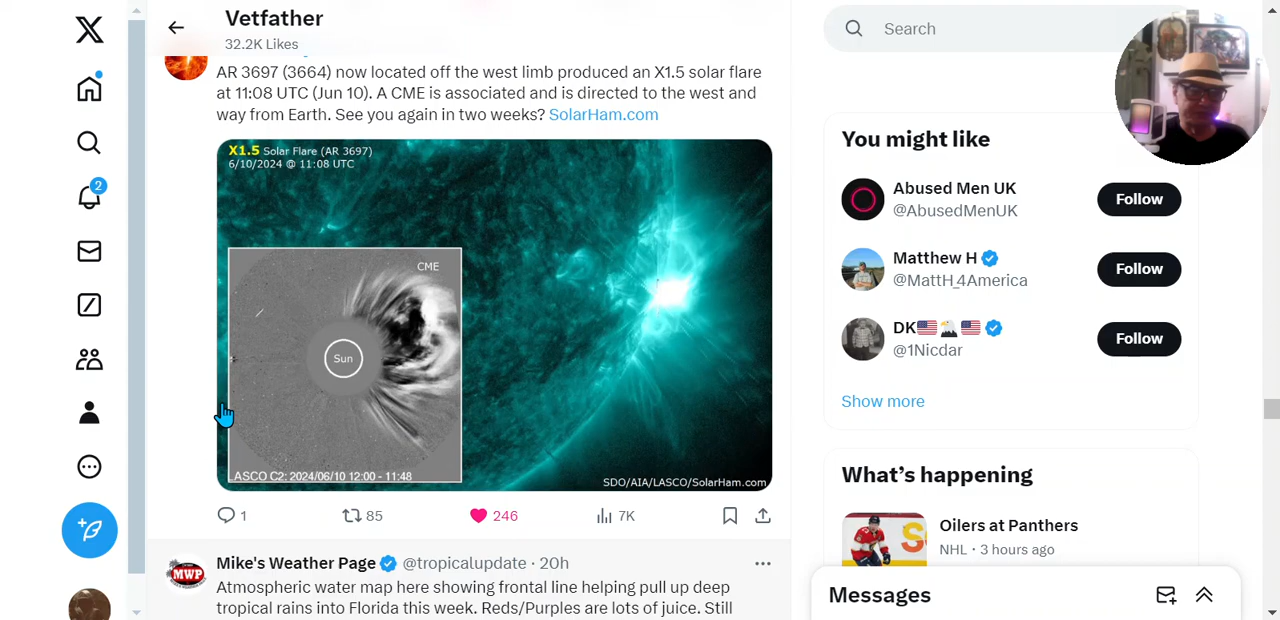 Vetfather
32.2K Likes
Search
AR 3697 (3664) now located off the west limb produced an X1.5 solar flare
at 11:08 UTC (Jun 10). A CME is associated and is directed to the west and
way from Earth. See you again in two weeks? SolarHam.com
X1.5 Solar Flare (AR 3697)
6/10/2024 @ 11:08 UTC
CME
Sun
ASCO C2: 2024/06/10 12:00 - 11:48
SDO/AIA/LASCO/SolarHam.com
1
85
246
7K
Mike's Weather Page @tropicalupdate · 20h
MWP
Atmospheric water map here showing frontal line helping pull up deep
tropical rains into Florida this week. Reds/Purples are lots of juice. Still
2
You might like
Abused Men UK
@AbusedMenUK
Follow
Matthew H
@MattH_4America
Follow
DK
@1Nicdar
Follow
Show more
What's happening
Oilers at Panthers
NHL · 3 hours ago
Messages